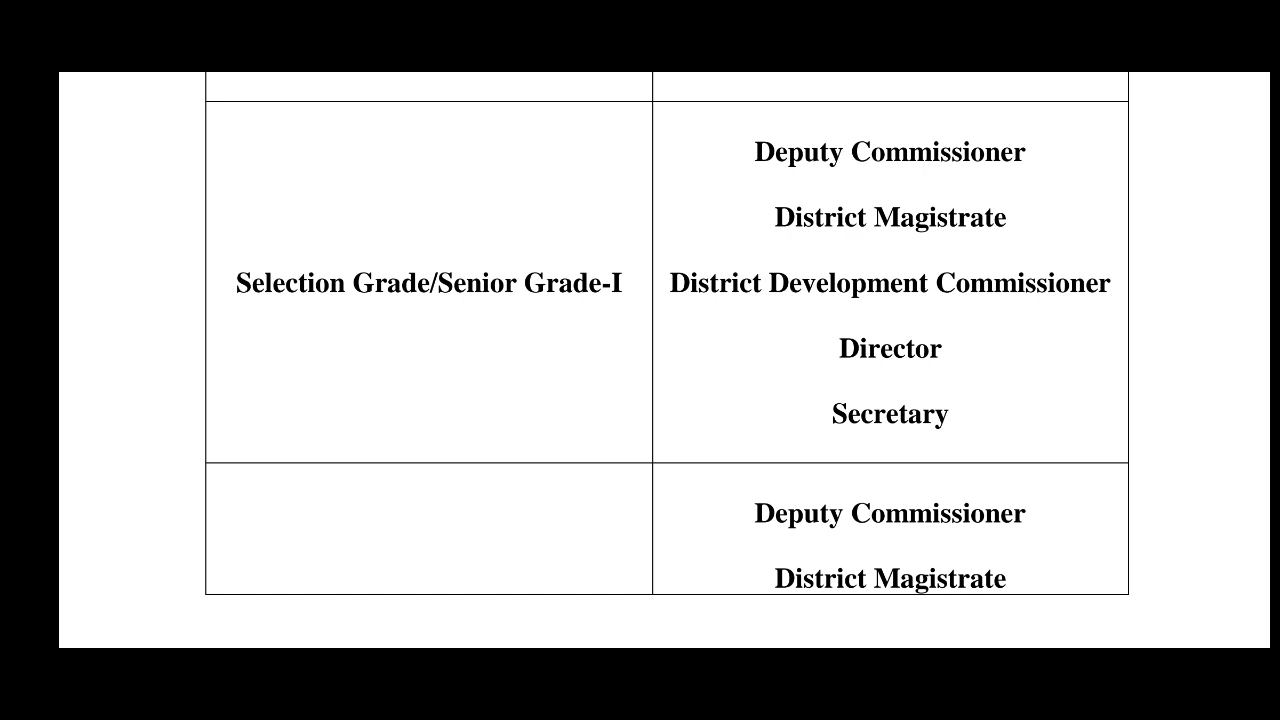 Deputy Commissioner
District Magistrate
Selection Grade/Senior Grade-I
District Development Commissioner
Director
Secretary
Deputy Commissioner
District Magistrate